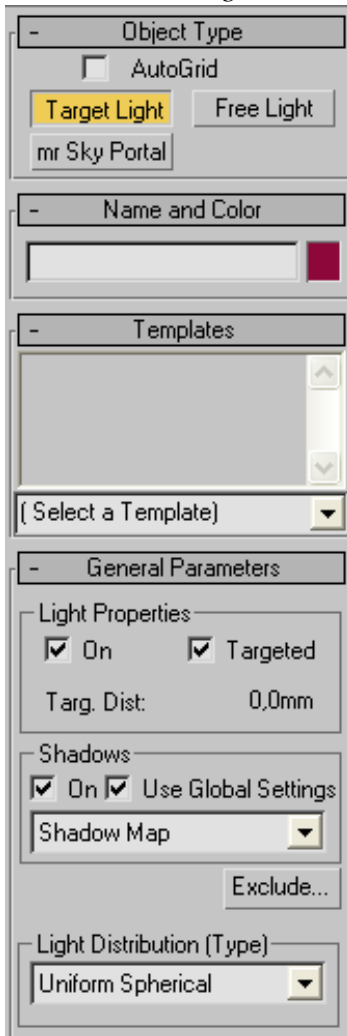 - Object Type
AutoGrid
Target Light Free Light
mr Sky Portal
- Name and Color
- Templates
( Select a Template)
- General Parameters
Light Properties
On Targeted
Targ. Dist: 0,0mm
Shadows
On Use Global Settings
Shadow Map
Exclude...
Light Distribution (Type)
Uniform Spherical